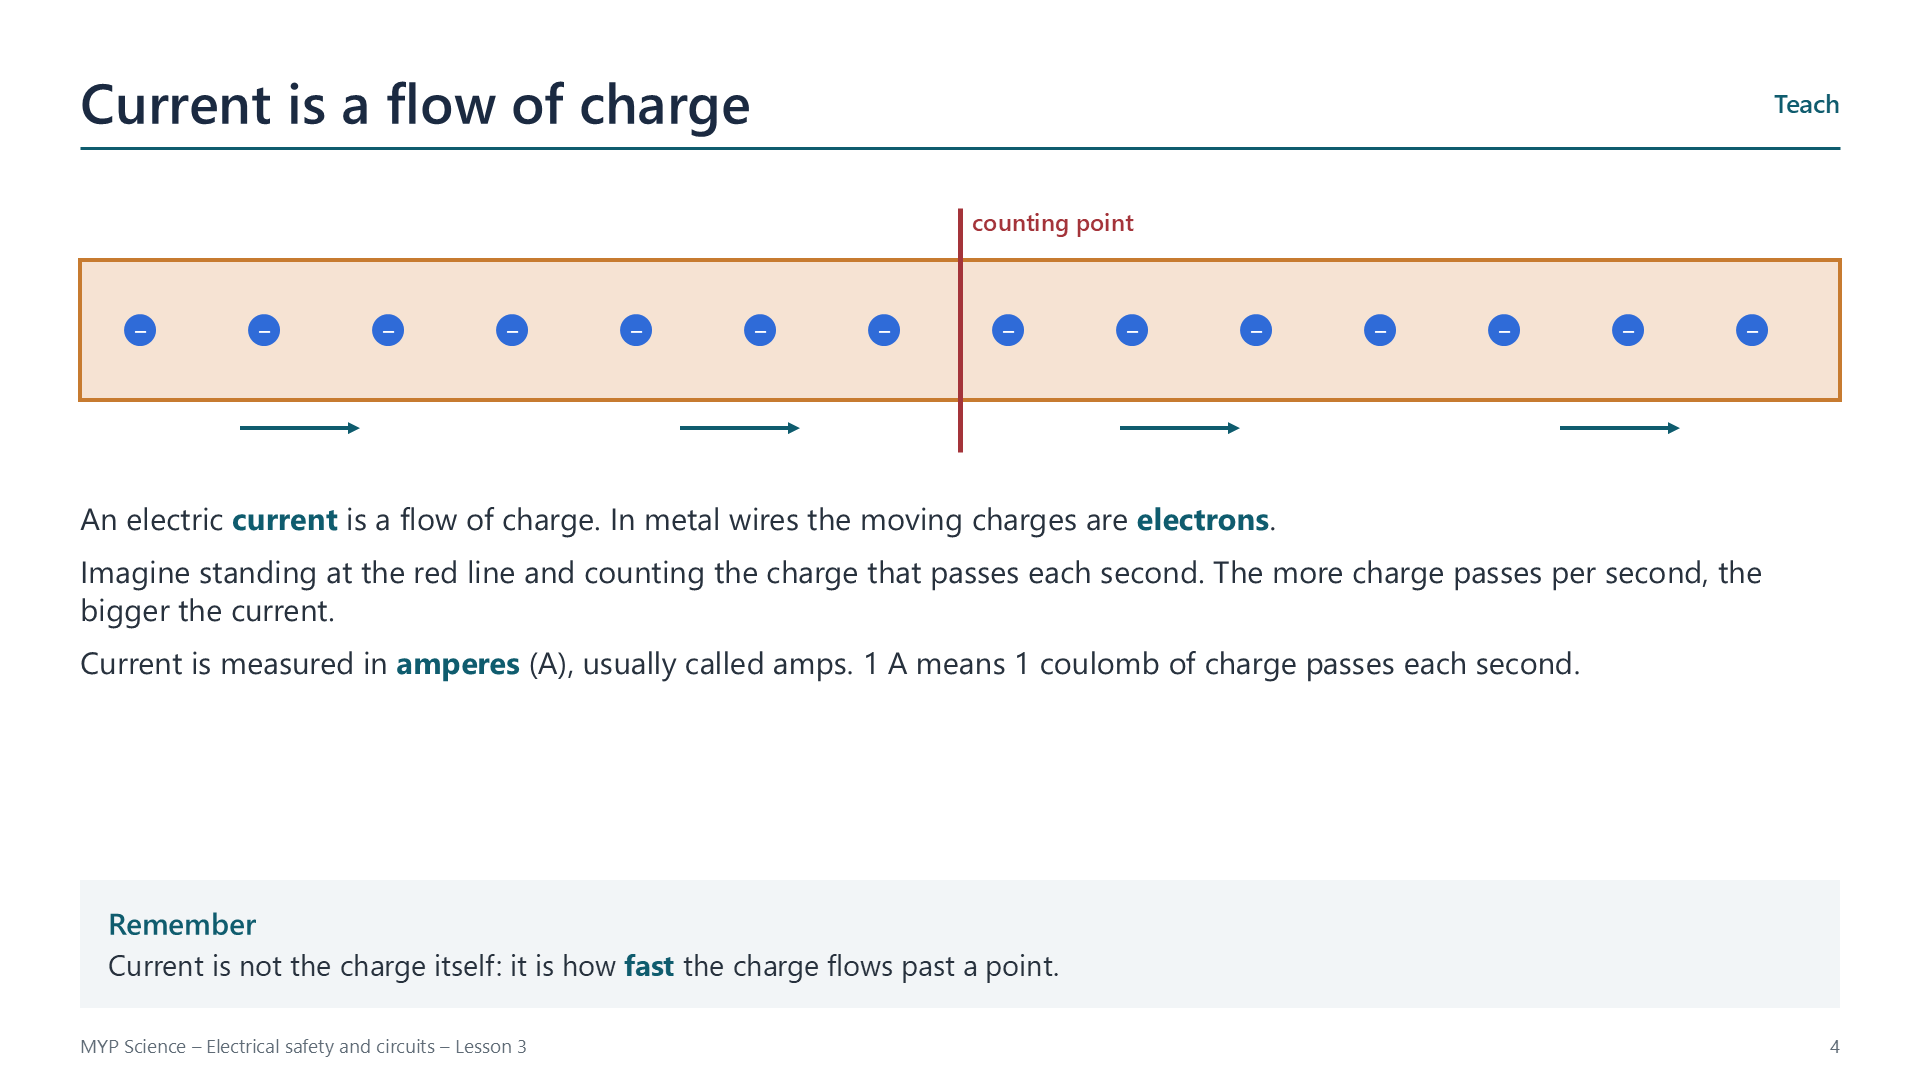 Current is a flow of charge
Teach
counting point
– – – – – – – – – – – – – –
An electric current is a flow of charge. In metal wires the moving charges are electrons.
Imagine standing at the red line and counting the charge that passes each second. The more charge passes per second, the
bigger the current.
Current is measured in amperes (A), usually called amps. 1 A means 1 coulomb of charge passes each second.
Remember
Current is not the charge itself: it is how fast the charge flows past a point.
MYP Science – Electrical safety and circuits – Lesson 3
4